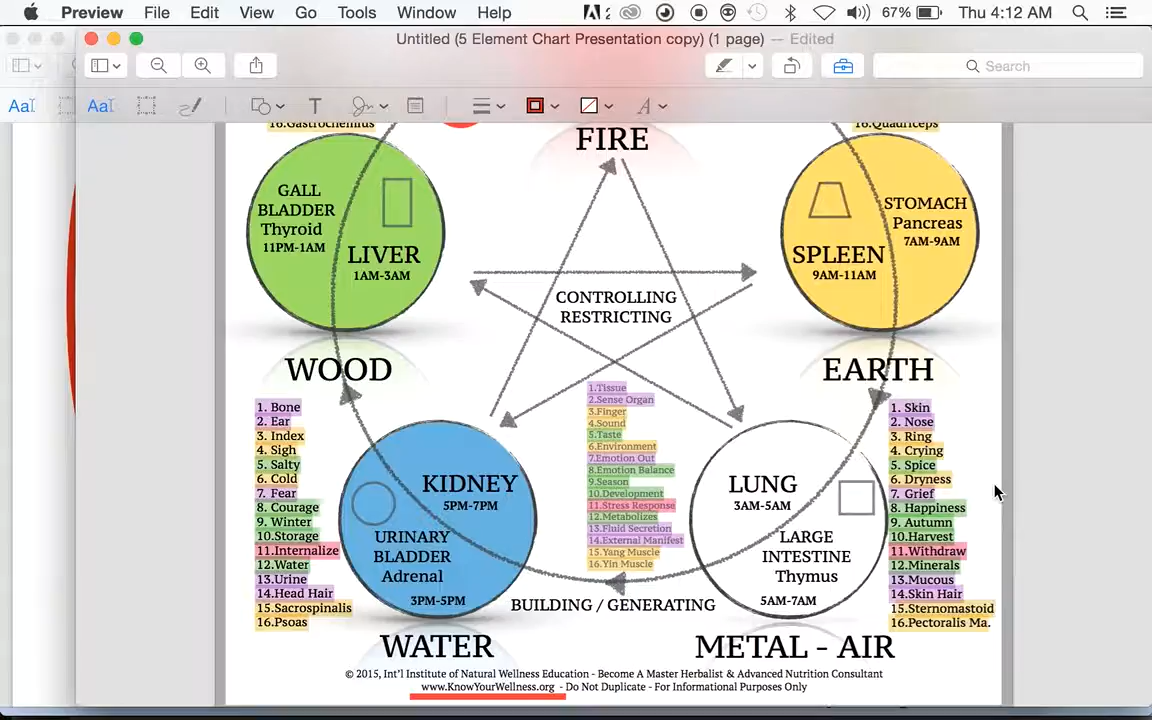 Preview File Edit View Go Tools Window Help 67% Thu 4:12 AM
Untitled (5 Element Chart Presentation copy) (1 page) — Edited
Search
AaI AaI T A
16.Gastrochemius
16.Quadriceps
FIRE
GALL
BLADDER
Thyroid
11PM-1AM
LIVER
1AM-3AM
STOMACH
Pancreas
7AM-9AM
SPLEEN
9AM-11AM
CONTROLLING
RESTRICTING
WOOD
EARTH
1. Bone
2. Ear
3. Index
4. Sigh
5. Salty
6. Cold
7. Fear
8. Courage
9. Winter
10.Storage
11.Internalize
12.Water
13.Urine
14.Head Hair
15.Sacrospinalis
16.Psoas
KIDNEY
5PM-7PM
URINARY
BLADDER
Adrenal
3PM-5PM
1.Tissue
2.Sense Organ
3.Finger
4.Sound
5.Taste
6.Environment
7.Emotion Out
8.Emotion Balance
9.Season
10.Development
11.Stress Response
12.Metabolizes
13.Fluid Secretion
14.External Manifest
15.Yang Muscle
16.Yin Muscle
LUNG
3AM-5AM
LARGE
INTESTINE
Thymus
5AM-7AM
1. Skin
2. Nose
3. Ring
4. Crying
5. Spice
6. Dryness
7. Grief
8. Happiness
9. Autumn
10.Harvest
11.Withdraw
12.Minerals
13.Mucous
14.Skin Hair
15.Sternomastoid
16.Pectoralis Ma.
BUILDING / GENERATING
WATER
METAL - AIR
© 2015, Int'l Institute of Natural Wellness Education - Become A Master Herbalist & Advanced Nutrition Consultant
www.KnowYourWellness.org - Do Not Duplicate - For Informational Purposes Only